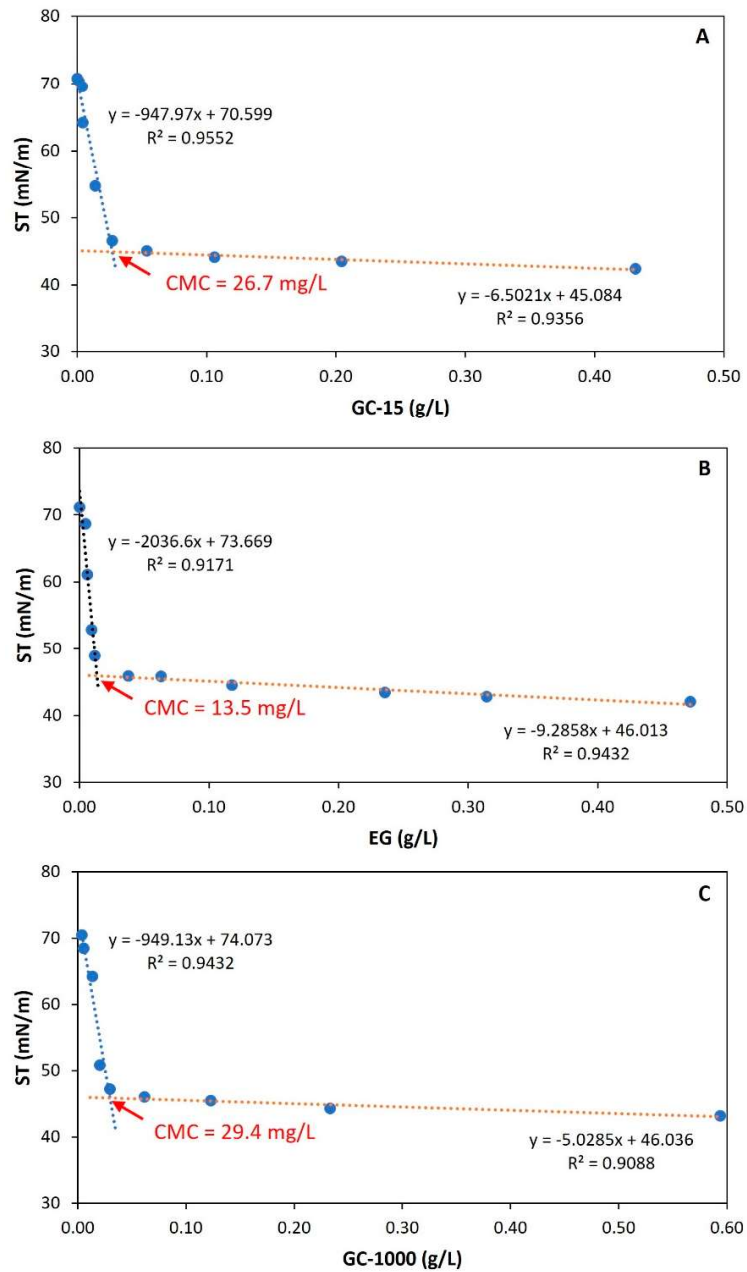 A
80
70
y = -947.97x + 70.599
R² = 0.9552
60
ST (mN/m)
50
CMC = 26.7 mg/L
40
y = -6.5021x + 45.084
R² = 0.9356
30
0.00 0.10 0.20 0.30 0.40 0.50
GC-15 (g/L)
B
80
70
y = -2036.6x + 73.669
R² = 0.9171
60
ST (mN/m)
50
CMC = 13.5 mg/L
40
y = -9.2858x + 46.013
R² = 0.9432
30
0.00 0.10 0.20 0.30 0.40 0.50
EG (g/L)
C
80
70
y = -949.13x + 74.073
R² = 0.9432
60
ST (mN/m)
50
CMC = 29.4 mg/L
40
y = -5.0285x + 46.036
R² = 0.9088
30
0.00 0.10 0.20 0.30 0.40 0.50 0.60
GC-1000 (g/L)